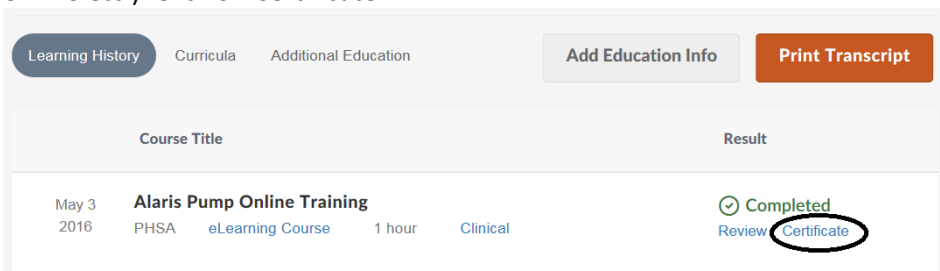 Learning History Curricula Additional Education Add Education Info Print Transcript
Course Title Result
May 3 Alaris Pump Online Training Completed
2016 PHSA eLearning Course 1 hour Clinical Review Certificate